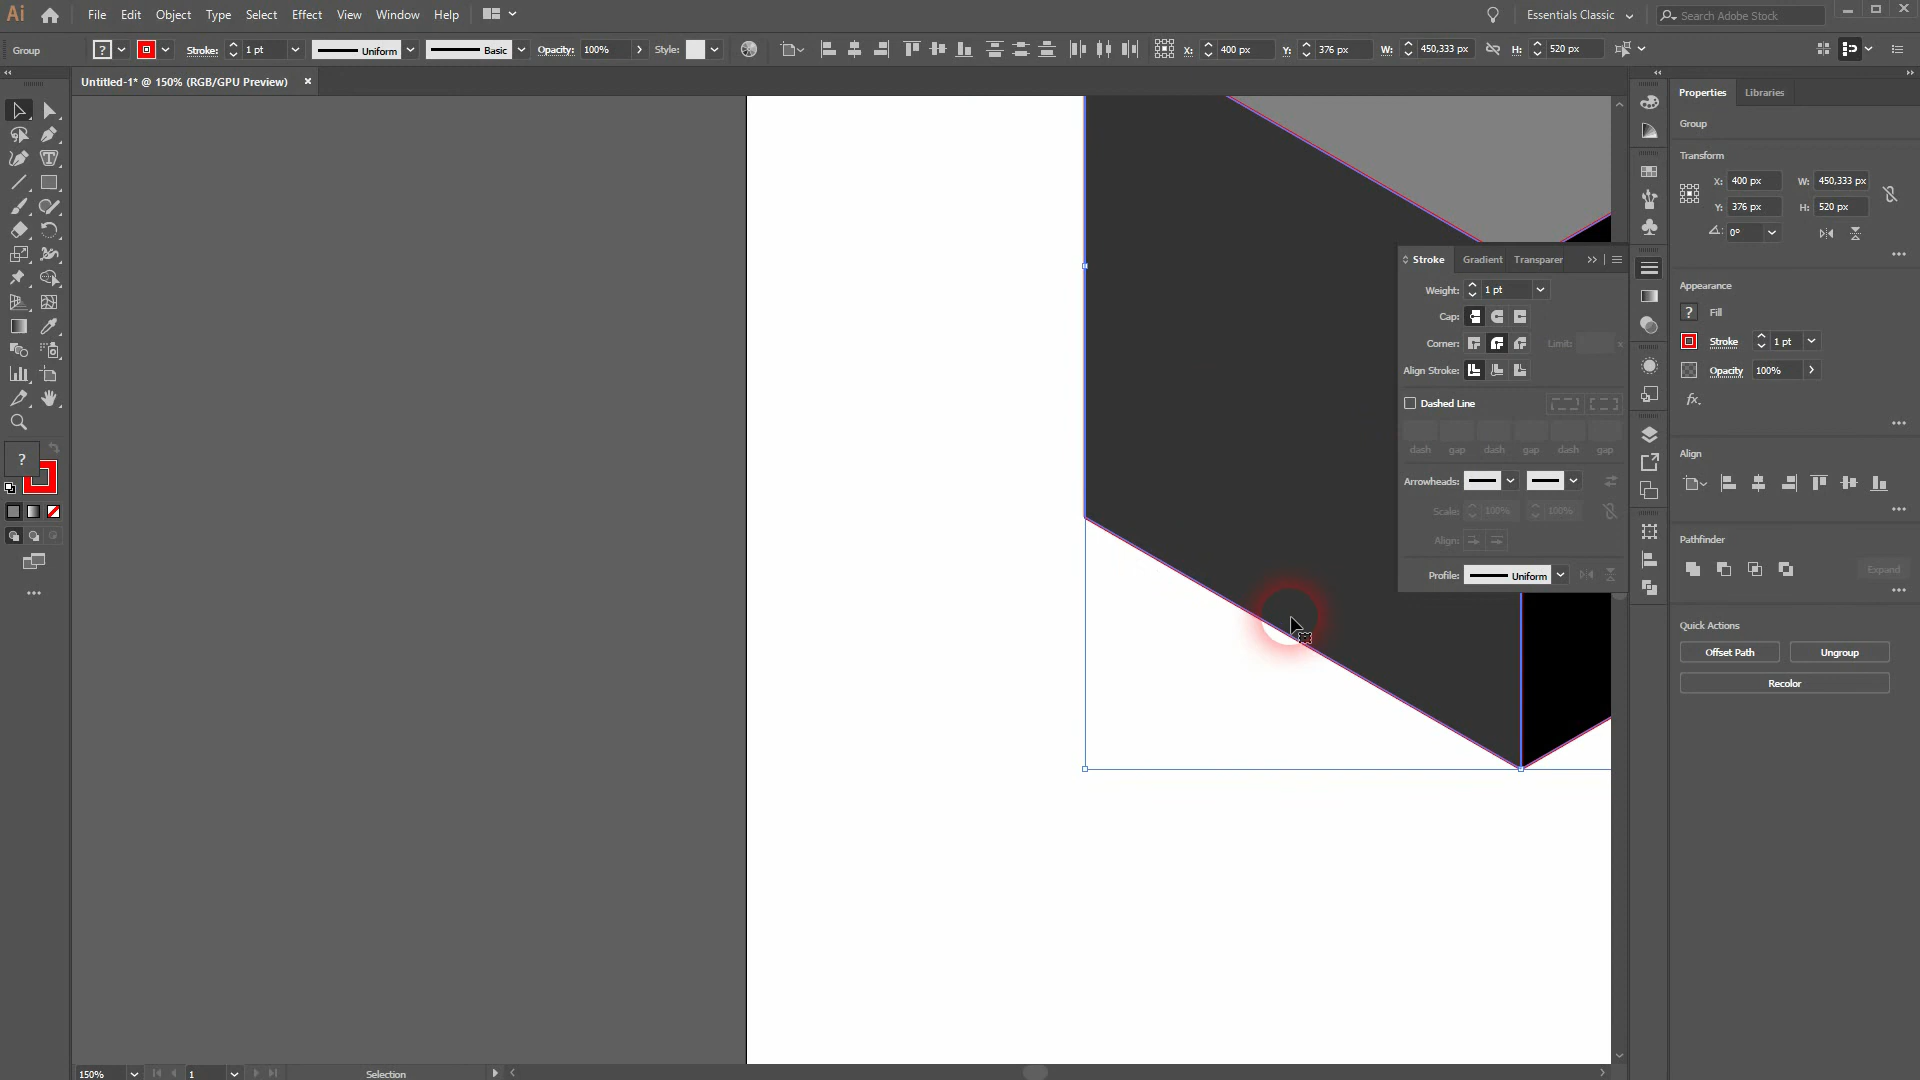 Ai File Edit Object Type Select Effect View Window Help Essentials Classic Search Adobe Stock
Group ? Stroke: 1 pt Uniform Basic Opacity: 100% Style: X: 400 px Y: 376 px W: 450,333 px H: 520 px
Untitled-1* @ 150% (RGB/GPU Preview) ×
Properties Libraries
Group
Transform
X: 400 px W: 450,333 px
Y: 376 px H: 520 px
0°
Appearance
? Fill
Stroke 1 pt
Opacity 100%
fx.
Align
Pathfinder
Expand
Quick Actions
Offset Path Ungroup
Recolor
Stroke Gradient Transparer
Weight: 1 pt
Cap:
Corner: Limit: x
Align Stroke:
Dashed Line
dash gap dash gap dash gap
Arrowheads:
Scale: 100% 100%
Align:
Profile: Uniform
?
150% 1 Selection